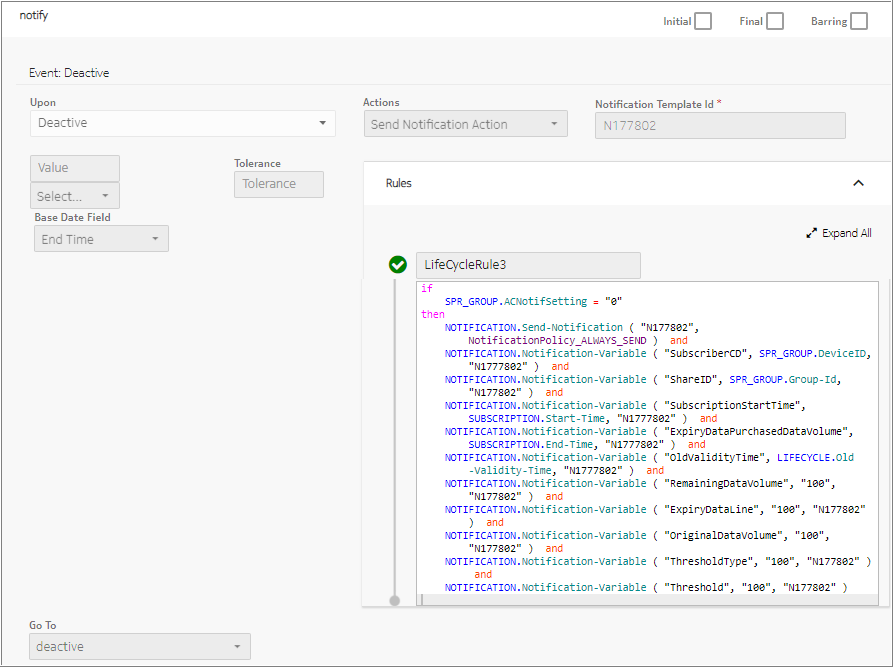 notify
Initial
Final
Barring
Event: Deactive
Upon
Deactive
Actions
Send Notification Action
Notification Template Id *
N177802
Value
Select...
Tolerance
Tolerance
Base Date Field
End Time
Rules
Expand All
LifeCycleRule3
if
SPR_GROUP.ACNotifSetting = "0"
then
NOTIFICATION.Send-Notification ( "N177802",
NotificationPolicy_ALWAYS_SEND ) and
NOTIFICATION.Notification-Variable ( "SubscriberCD", SPR_GROUP.DeviceID,
"N1777802" ) and
NOTIFICATION.Notification-Variable ( "ShareID", SPR_GROUP.Group-Id,
"N177802" ) and
NOTIFICATION.Notification-Variable ( "SubscriptionStartTime",
SUBSCRIPTION.Start-Time, "N1777802" ) and
NOTIFICATION.Notification-Variable ( "ExpiryDataPurchasedDataVolume",
SUBSCRIPTION.End-Time, "N1777802" ) and
NOTIFICATION.Notification-Variable ( "OldValidityTime", LIFECYCLE.Old
-Validity-Time, "N1777802" ) and
NOTIFICATION.Notification-Variable ( "RemainingDataVolume", "100",
"N177802" ) and
NOTIFICATION.Notification-Variable ( "ExpiryDataLine", "100", "N177802"
) and
NOTIFICATION.Notification-Variable ( "OriginalDataVolume", "100",
"N177802" ) and
NOTIFICATION.Notification-Variable ( "ThresholdType", "100", "N177802" )
and
NOTIFICATION.Notification-Variable ( "Threshold", "100", "N177802" )
Go To
deactive